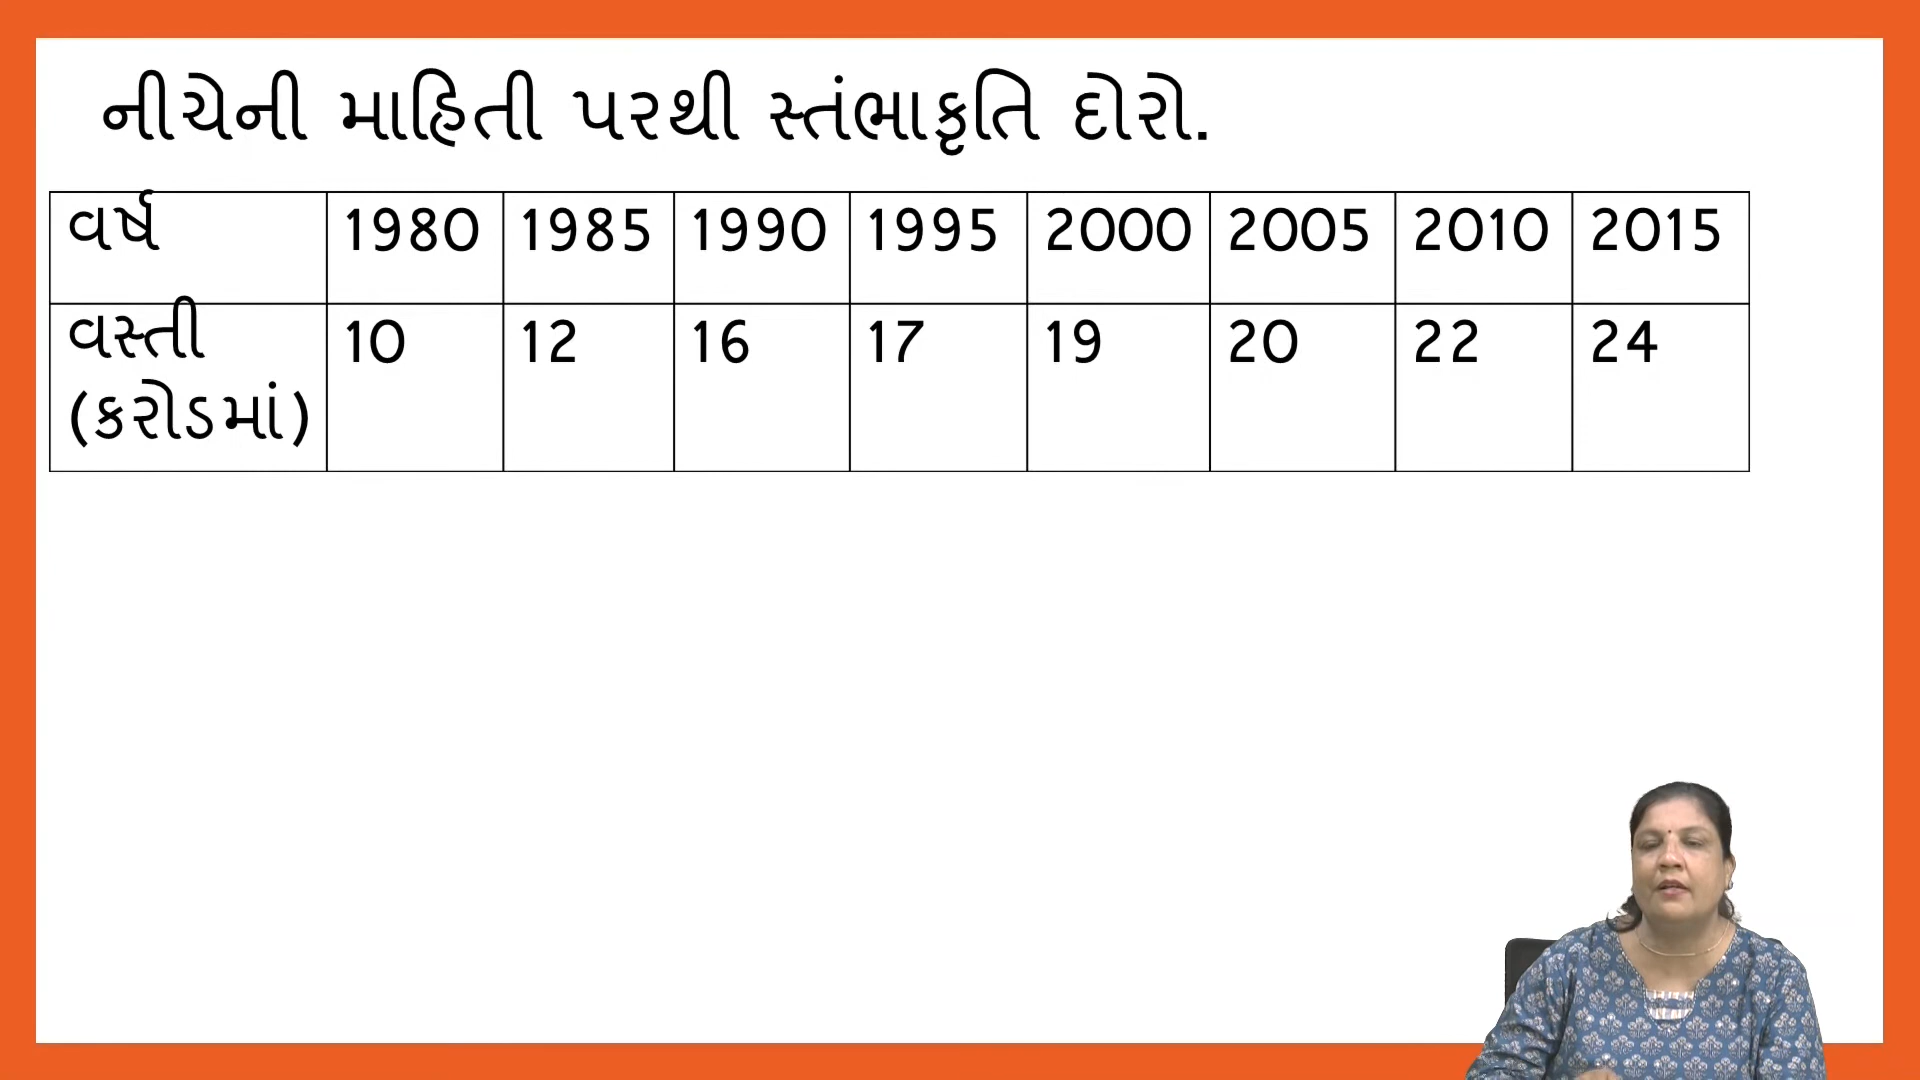 નીચેની માહિતી પરથી સ્તંભાકૃતિ દોરો.
વર્ષ 1980 1985 1990 1995 2000 2005 2010 2015
વસ્તી 10 12 16 17 19 20 22 24
(કરોડમાં)